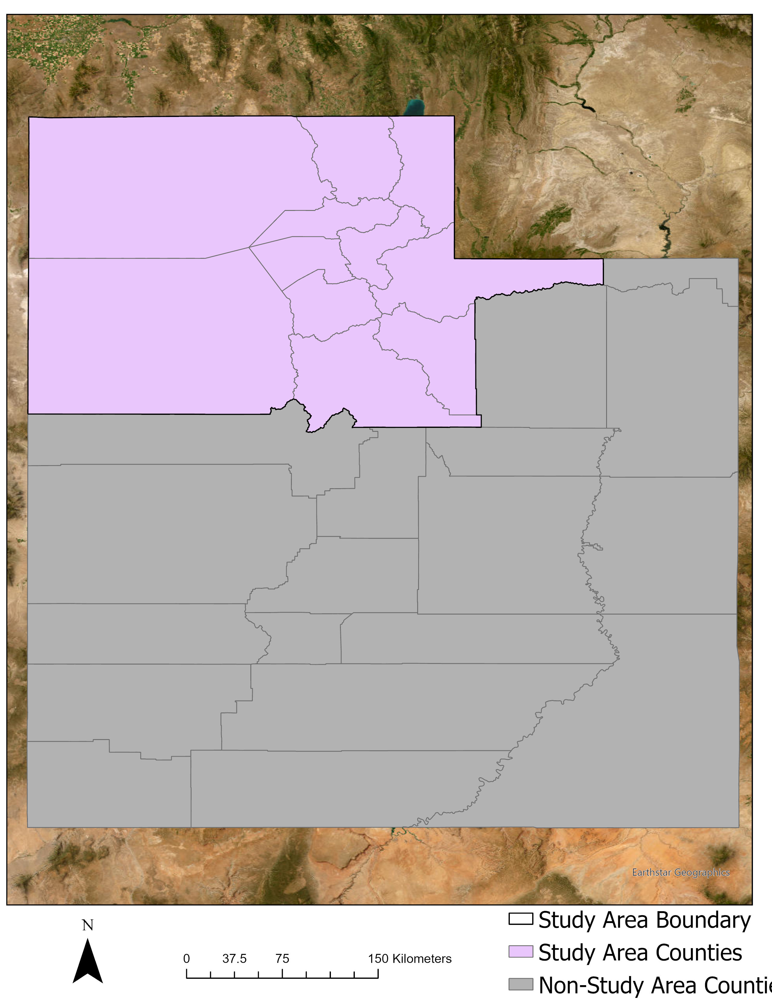 Earthstar Geographics
N
0 37.5 75 150 Kilometers
Study Area Boundary
Study Area Counties
Non-Study Area Countie